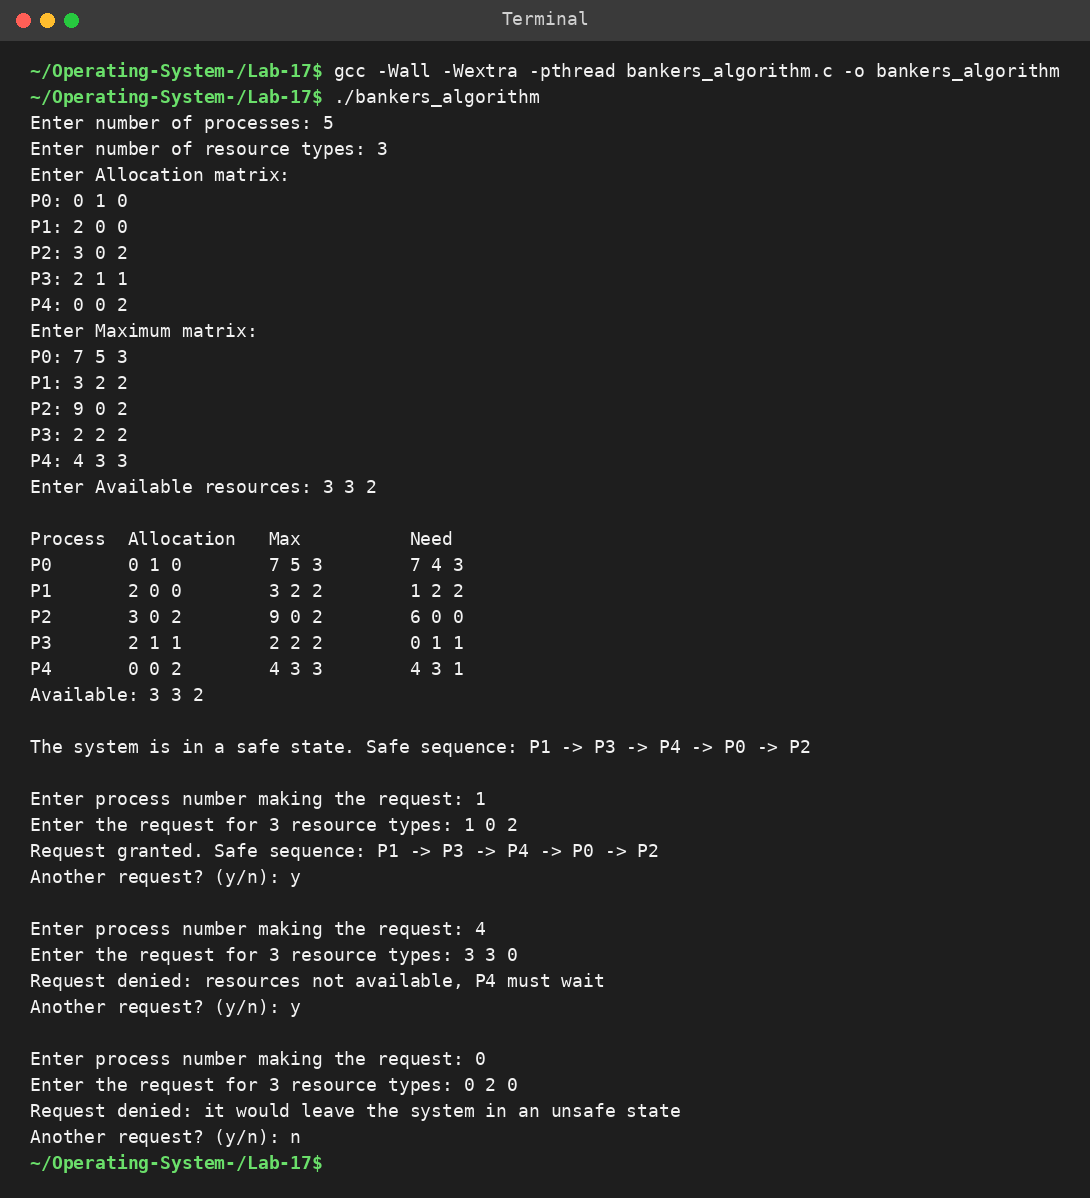 Terminal
~/Operating-System-/Lab-17$ gcc -Wall -Wextra -pthread bankers_algorithm.c -o bankers_algorithm
~/Operating-System-/Lab-17$ ./bankers_algorithm
Enter number of processes: 5
Enter number of resource types: 3
Enter Allocation matrix:
P0: 0 1 0
P1: 2 0 0
P2: 3 0 2
P3: 2 1 1
P4: 0 0 2
Enter Maximum matrix:
P0: 7 5 3
P1: 3 2 2
P2: 9 0 2
P3: 2 2 2
P4: 4 3 3
Enter Available resources: 3 3 2

Process  Allocation   Max          Need
P0       0 1 0        7 5 3        7 4 3
P1       2 0 0        3 2 2        1 2 2
P2       3 0 2        9 0 2        6 0 0
P3       2 1 1        2 2 2        0 1 1
P4       0 0 2        4 3 3        4 3 1
Available: 3 3 2

The system is in a safe state. Safe sequence: P1 -> P3 -> P4 -> P0 -> P2

Enter process number making the request: 1
Enter the request for 3 resource types: 1 0 2
Request granted. Safe sequence: P1 -> P3 -> P4 -> P0 -> P2
Another request? (y/n): y

Enter process number making the request: 4
Enter the request for 3 resource types: 3 3 0
Request denied: resources not available, P4 must wait
Another request? (y/n): y

Enter process number making the request: 0
Enter the request for 3 resource types: 0 2 0
Request denied: it would leave the system in an unsafe state
Another request? (y/n): n
~/Operating-System-/Lab-17$